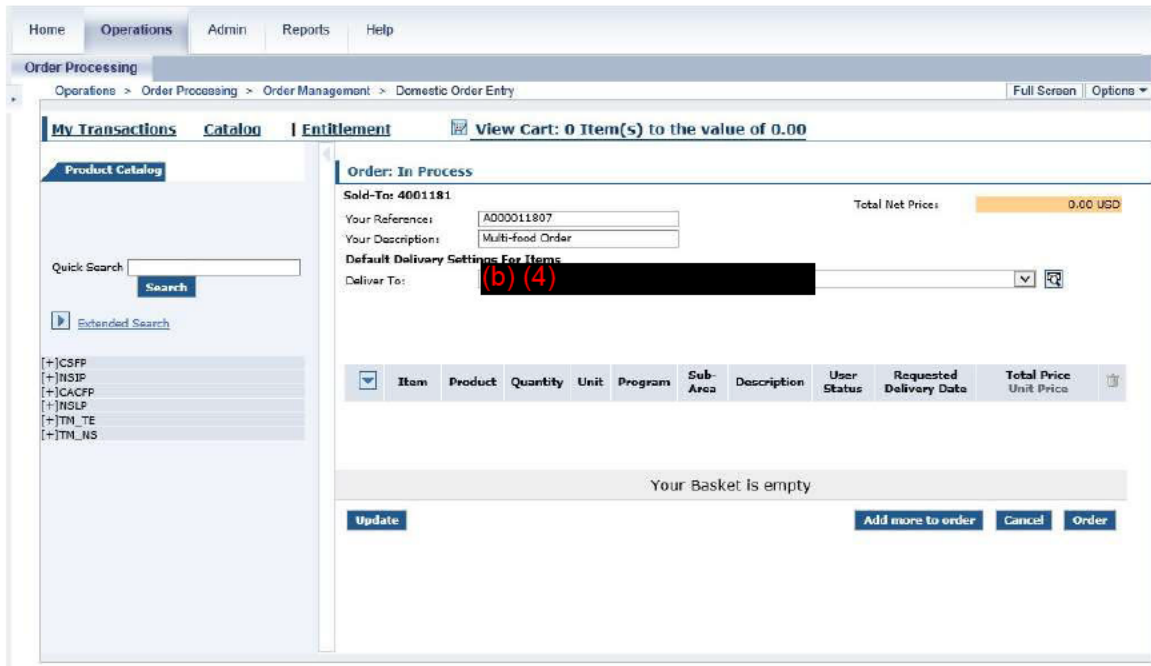 Home Operations Admin Reports Help
Order Processing
Operations > Order Processing > Order Management > Domestic Order Entry Full Screen Options
My Transactions Catalog | Entitlement View Cart: 0 Item(s) to the value of 0.00
Product Catalog
Order: In Process
Sold-To: 4001181
Total Net Price: 0.00 USD
Your Reference: A000011807
Your Description: Multi-food Order
Default Delivery Settings For Items
Quick Search
Deliver To: (b) (4)
Search
Extended Search
[+]CSFP
[+]NSIP
[+]CACFP
[+]NSLP
[+]TM_TE
[+]TM_NS
Item Product Quantity Unit Program Sub-Area Description User Status Requested Delivery Date Total Price Unit Price
Your Basket is empty
Update Add more to order Cancel Order